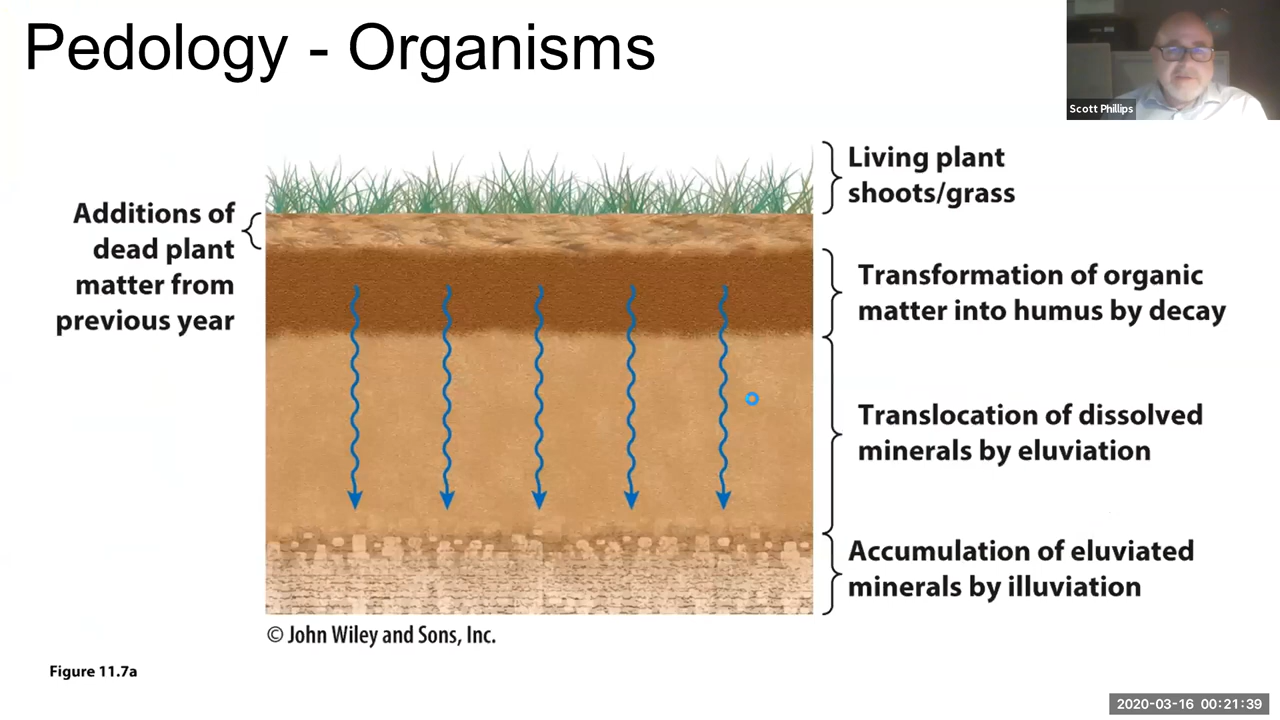 Pedology - Organisms
Scott Phillips
Living plant
shoots/grass
Additions of
dead plant
matter from
previous year
Transformation of organic
matter into humus by decay
Translocation of dissolved
minerals by eluviation
Accumulation of eluviated
minerals by illuviation
© John Wiley and Sons, Inc.
Figure 11.7a
2020-03-16 00:21:39